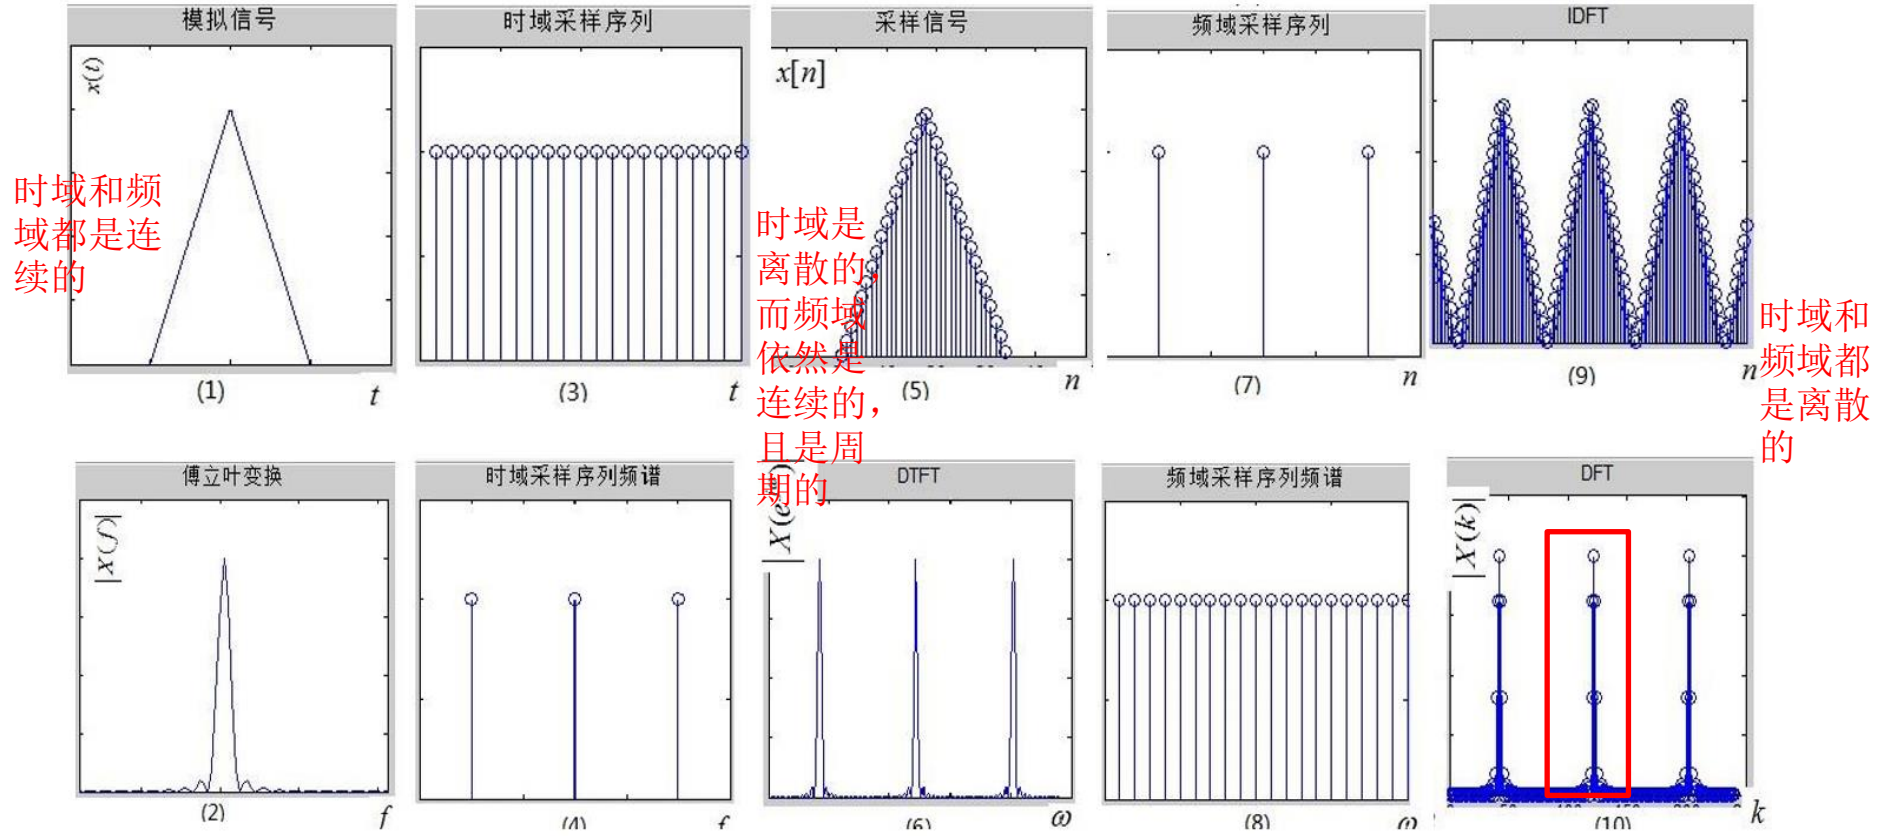 模拟信号
x(t)
(1)
t
时域和频
域都是连
续的
时域采样序列
(3)
t
采样信号
x[n]
(5)
n
时域是
离散的，
而频域
依然是
连续的，
且是周
期的
频域采样序列
(7)
n
IDFT
(9)
n
时域和
频域都
是离散
的
傅立叶变换
|X(f)|
(2)
f
时域采样序列频谱
(4)
f
DTFT
(6)
ω
频域采样序列频谱
(8)
DFT
|X(k)|
(10)
k